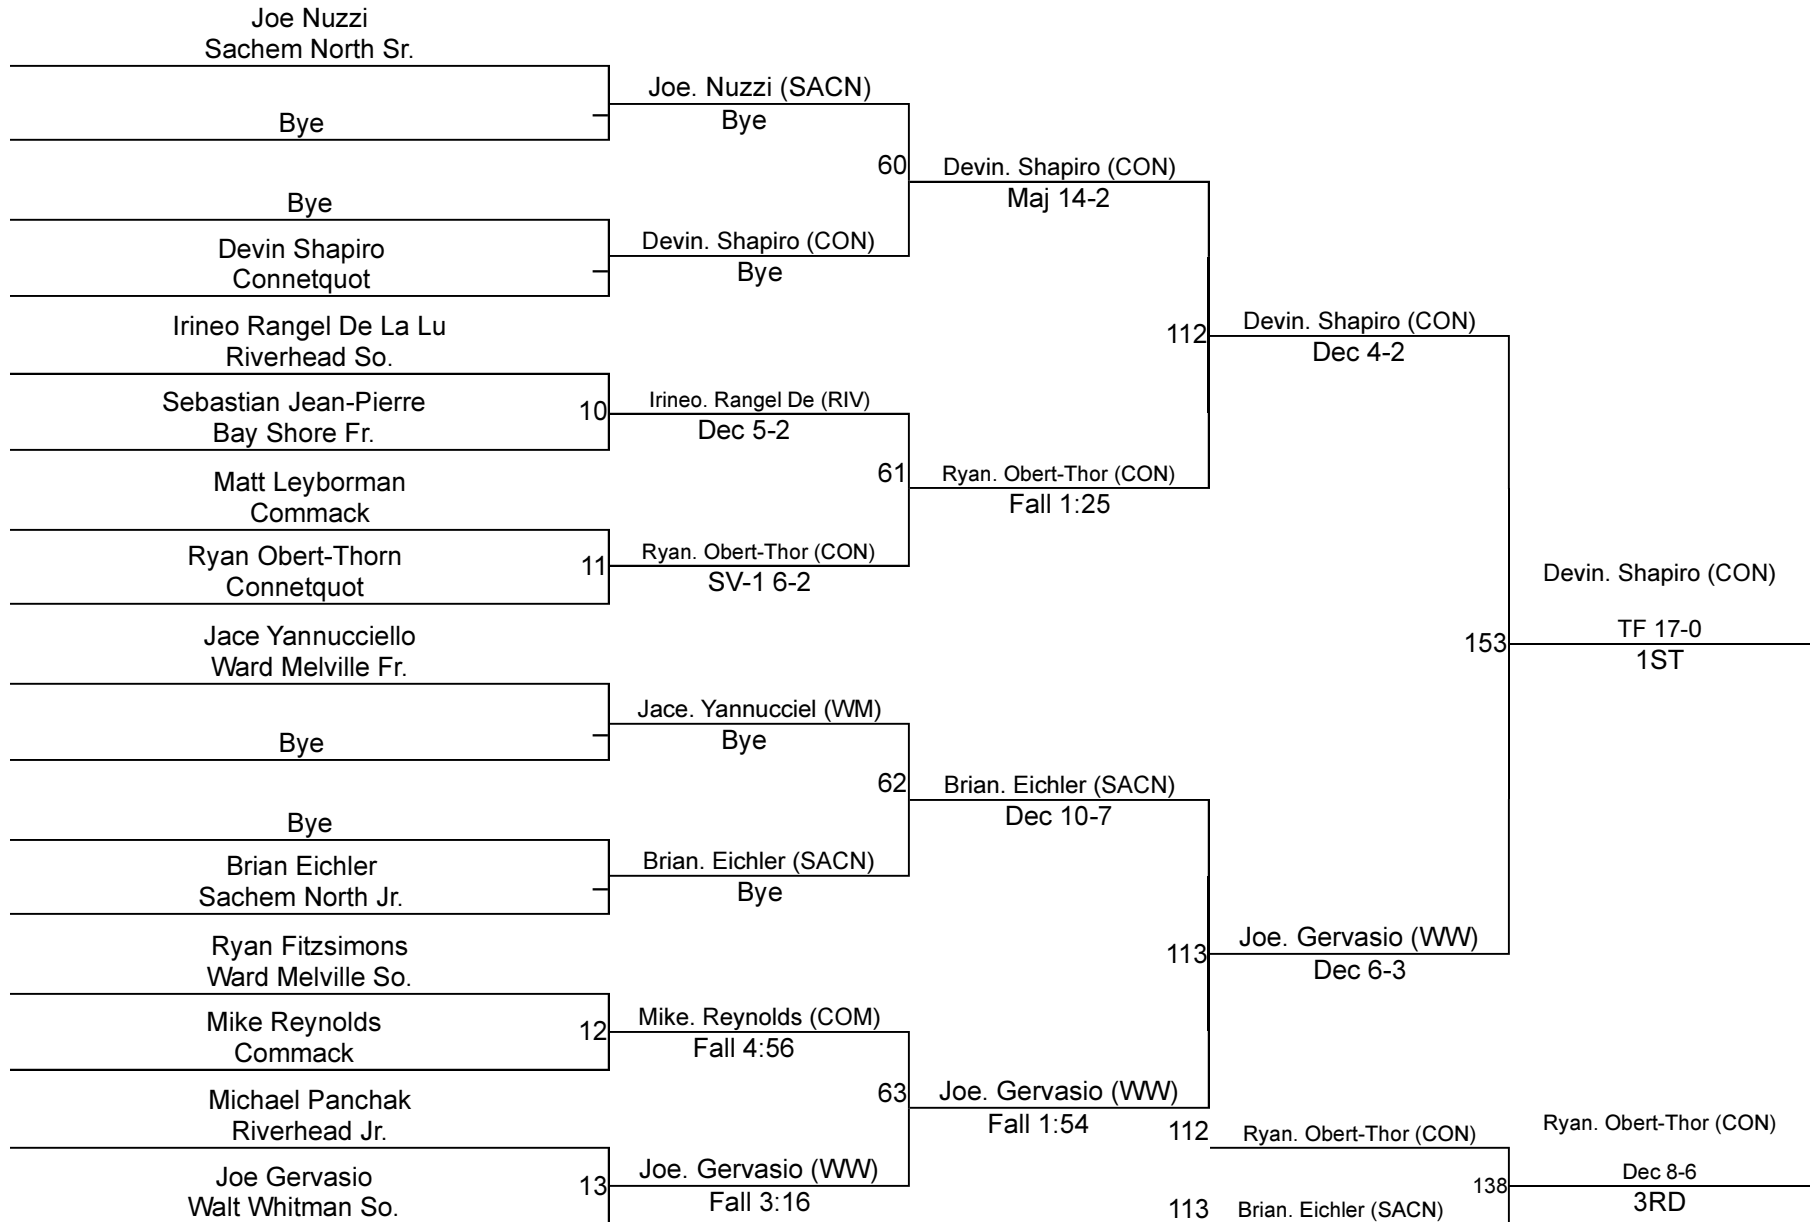 Joe Nuzzi
Sachem North Sr.
Bye
Bye
Devin Shapiro
Connetquot
Irineo Rangel De La Lu
Riverhead So.
Sebastian Jean-Pierre
Bay Shore Fr.
Matt Leyborman
Commack
Ryan Obert-Thorn
Connetquot
Jace Yannucciello
Ward Melville Fr.
Bye
Bye
Brian Eichler
Sachem North Jr.
Ryan Fitzsimons
Ward Melville So.
Mike Reynolds
Commack
Michael Panchak
Riverhead Jr.
Joe Gervasio
Walt Whitman So.
Joe. Nuzzi (SACN)
Bye
Devin. Shapiro (CON)
Bye
10
Irineo. Rangel De (RIV)
Dec 5-2
11
Ryan. Obert-Thor (CON)
SV-1 6-2
Jace. Yannucciel (WM)
Bye
Brian. Eichler (SACN)
Bye
12
Mike. Reynolds (COM)
Fall 4:56
13
Joe. Gervasio (WW)
Fall 3:16
60
Devin. Shapiro (CON)
Maj 14-2
61
Ryan. Obert-Thor (CON)
Fall 1:25
62
Brian. Eichler (SACN)
Dec 10-7
63
Joe. Gervasio (WW)
Fall 1:54
112
Devin. Shapiro (CON)
Dec 4-2
113
Joe. Gervasio (WW)
Dec 6-3
153
Devin. Shapiro (CON)
TF 17-0
1ST
112
Ryan. Obert-Thor (CON)
113
Brian. Eichler (SACN)
138
Ryan. Obert-Thor (CON)
Dec 8-6
3RD